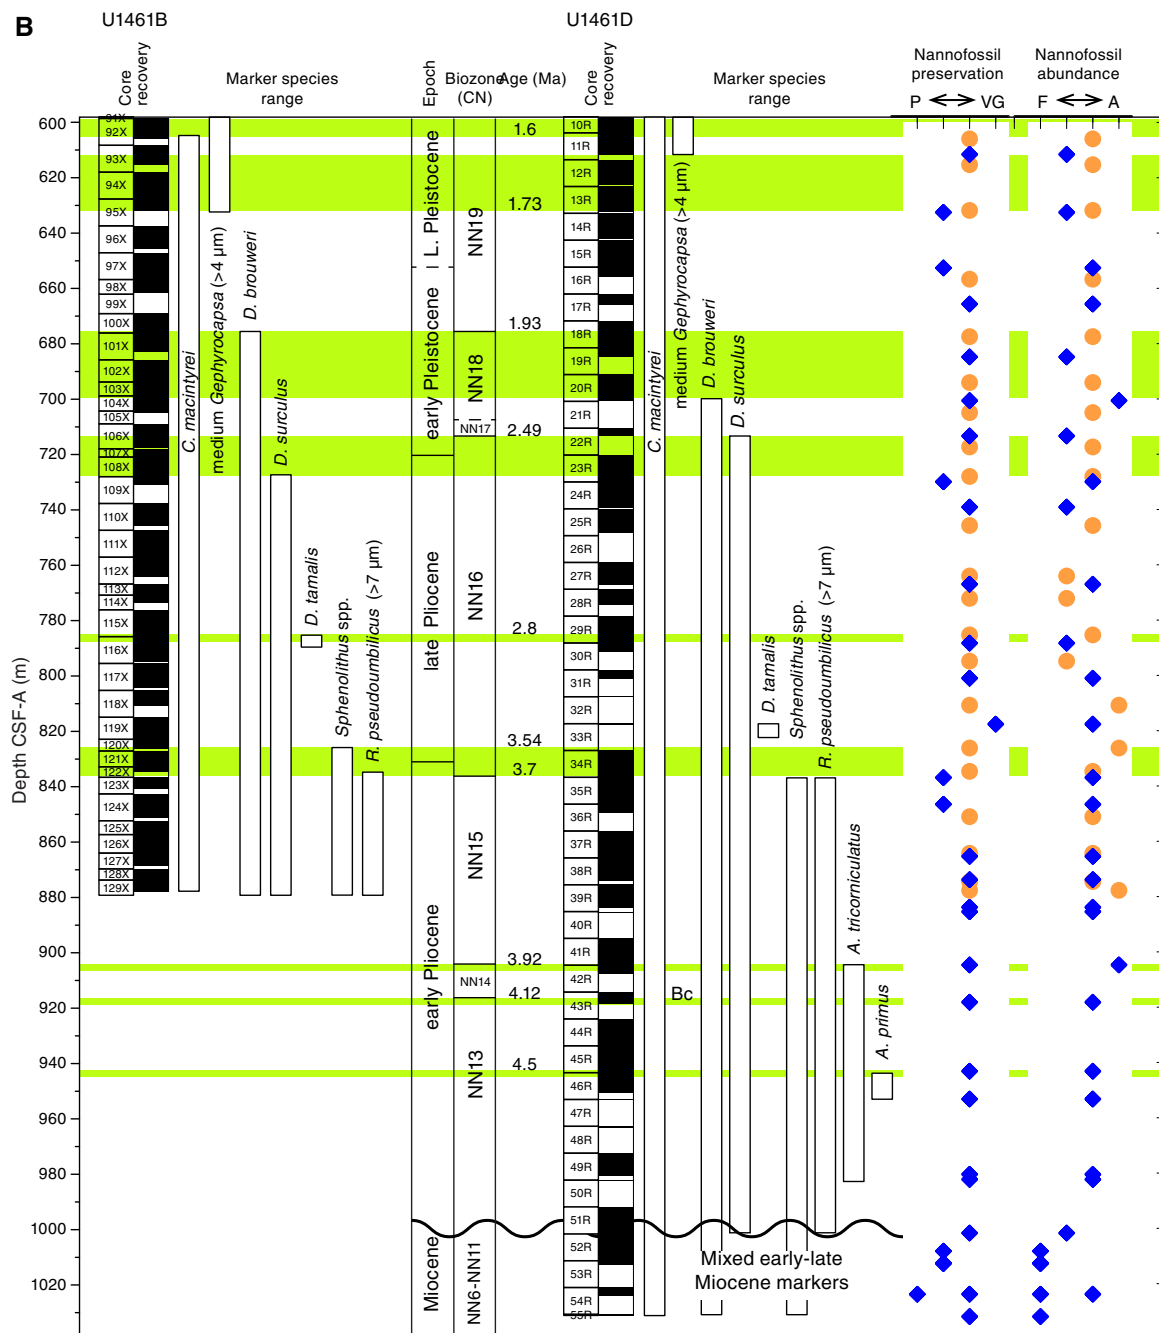 B
U1461B
U1461D
Core
recovery
Marker species
range
Epoch
Biozone
(CN)
Age (Ma)
Core
recovery
Marker species
range
Nannofossil
preservation
P
VG
Nannofossil
abundance
F
A
Depth CSF-A (m)
600
620
640
660
680
700
720
740
760
780
800
820
840
860
880
900
920
940
960
980
1000
1020
91X
92X
93X
94X
95X
96X
97X
98X
99X
100X
101X
102X
103X
104X
105X
106X
107X
108X
109X
110X
111X
112X
113X
114X
115X
116X
117X
118X
119X
120X
121X
122X
123X
124X
125X
126X
127X
128X
129X
C. macintyrei
medium Gephyrocapsa (>4 μm)
D. brouweri
D. surculus
D. tamalis
Sphenolithus spp.
R. pseudoumbilicus (>7 μm)
L. Pleistocene
early Pleistocene
late Pliocene
early Pliocene
Miocene
NN19
NN18
NN17
NN16
NN15
NN14
NN13
NN6-NN11
1.6
1.73
1.93
2.49
2.8
3.54
3.7
3.92
4.12
4.5
10R
11R
12R
13R
14R
15R
16R
17R
18R
19R
20R
21R
22R
23R
24R
25R
26R
27R
28R
29R
30R
31R
32R
33R
34R
35R
36R
37R
38R
39R
40R
41R
42R
43R
44R
45R
46R
47R
48R
49R
50R
51R
52R
53R
54R
55R
C. macintyrei
medium Gephyrocapsa (>4 μm)
D. brouweri
D. surculus
D. tamalis
Sphenolithus spp.
R. pseudoumbilicus (>7 μm)
A. tricorniculatus
A. primus
Bc
Mixed early-late
Miocene markers